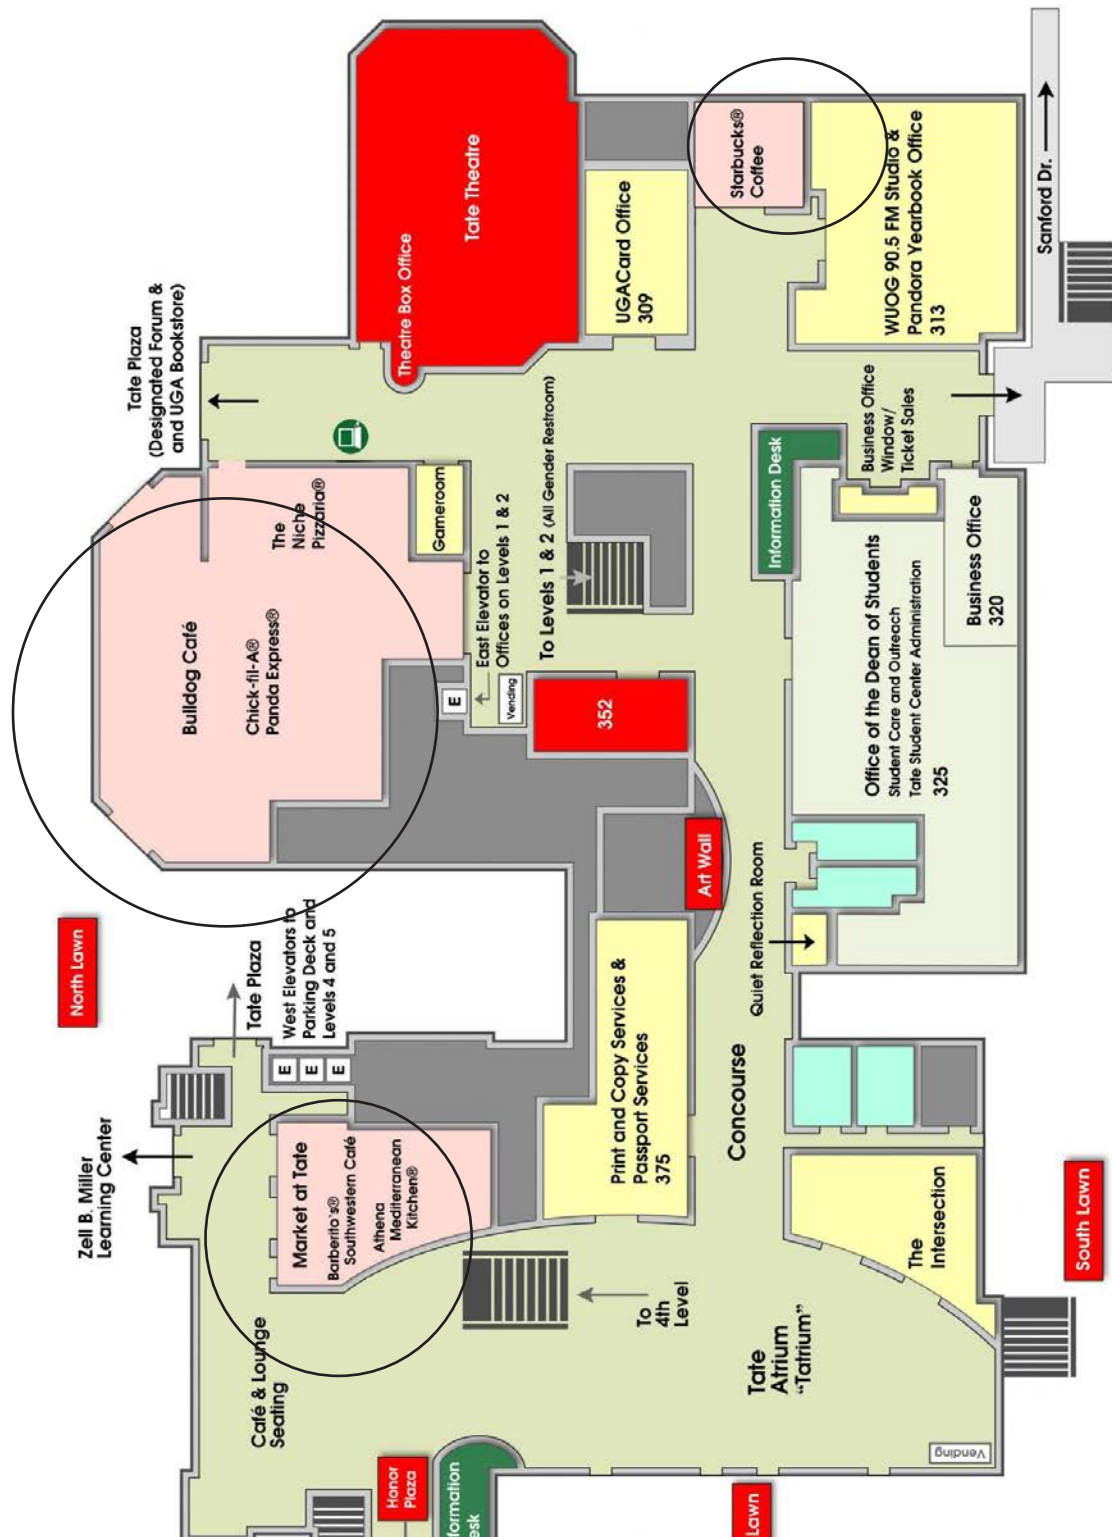 Tate Plaza
(Designated Forum &
and UGA Bookstore)
Tate Theatre
Theatre Box Office
UGACard Office
309
Starbucks®
Coffee
WUOG 90.5 FM Studio &
Pandora Yearbook Office
313
Sanford Dr.
Bulldog Café
Chick-fil-A®
Panda Express®
The
Niche
Pizzaria®
Gameroom
East Elevator to
Offices on Levels 1 & 2
To Levels 1 & 2 (All Gender Restroom)
E
Vending
352
Information Desk
Business Office
Window/
Ticket Sales
Office of the Dean of Students
Student Care and Outreach
Tate Student Center Administration
325
Business Office
320
Art Wall
Quiet Reflection Room
North Lawn
Tate Plaza
West Elevators to
Parking Deck and
Levels 4 and 5
E
E
E
Zell B. Miller
Learning Center
Market at Tate
Barberito's®
Southwestern Café
Athena
Mediterranean
Kitchen®
Print and Copy Services &
Passport Services
375
Concourse
The
Intersection
South Lawn
To
4th
Level
Café & Lounge
Seating
Tate
Atrium
"Tatrium"
Vending
Honor
Plaza
Lawn